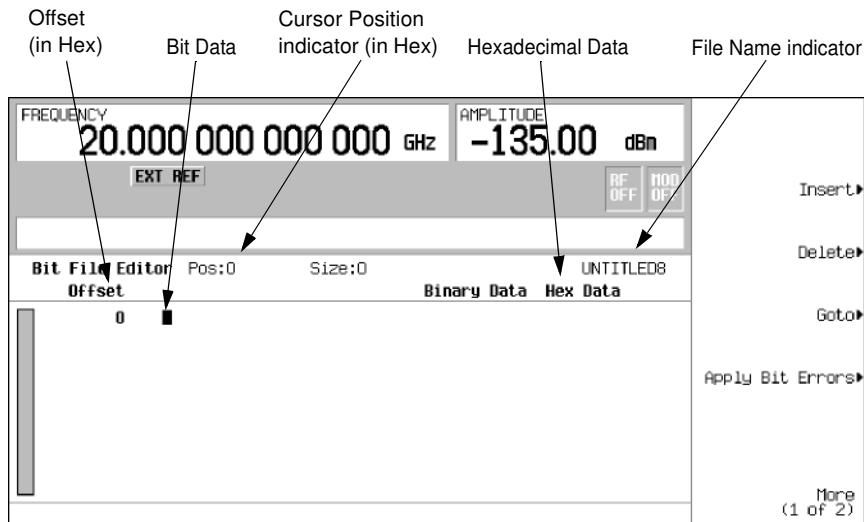 Offset
(in Hex)
Bit Data
Cursor Position
indicator (in Hex)
Hexadecimal Data
File Name indicator
FREQUENCY
20.000 000 000 000 GHz
AMPLITUDE
-135.00 dBm
EXT REF
RF
OFF
MOD
OFF
Bit File Editor Pos:0 Size:0 UNTITLED8
Offset Binary Data Hex Data
0
Insert
Delete
Goto
Apply Bit Errors
More
(1 of 2)